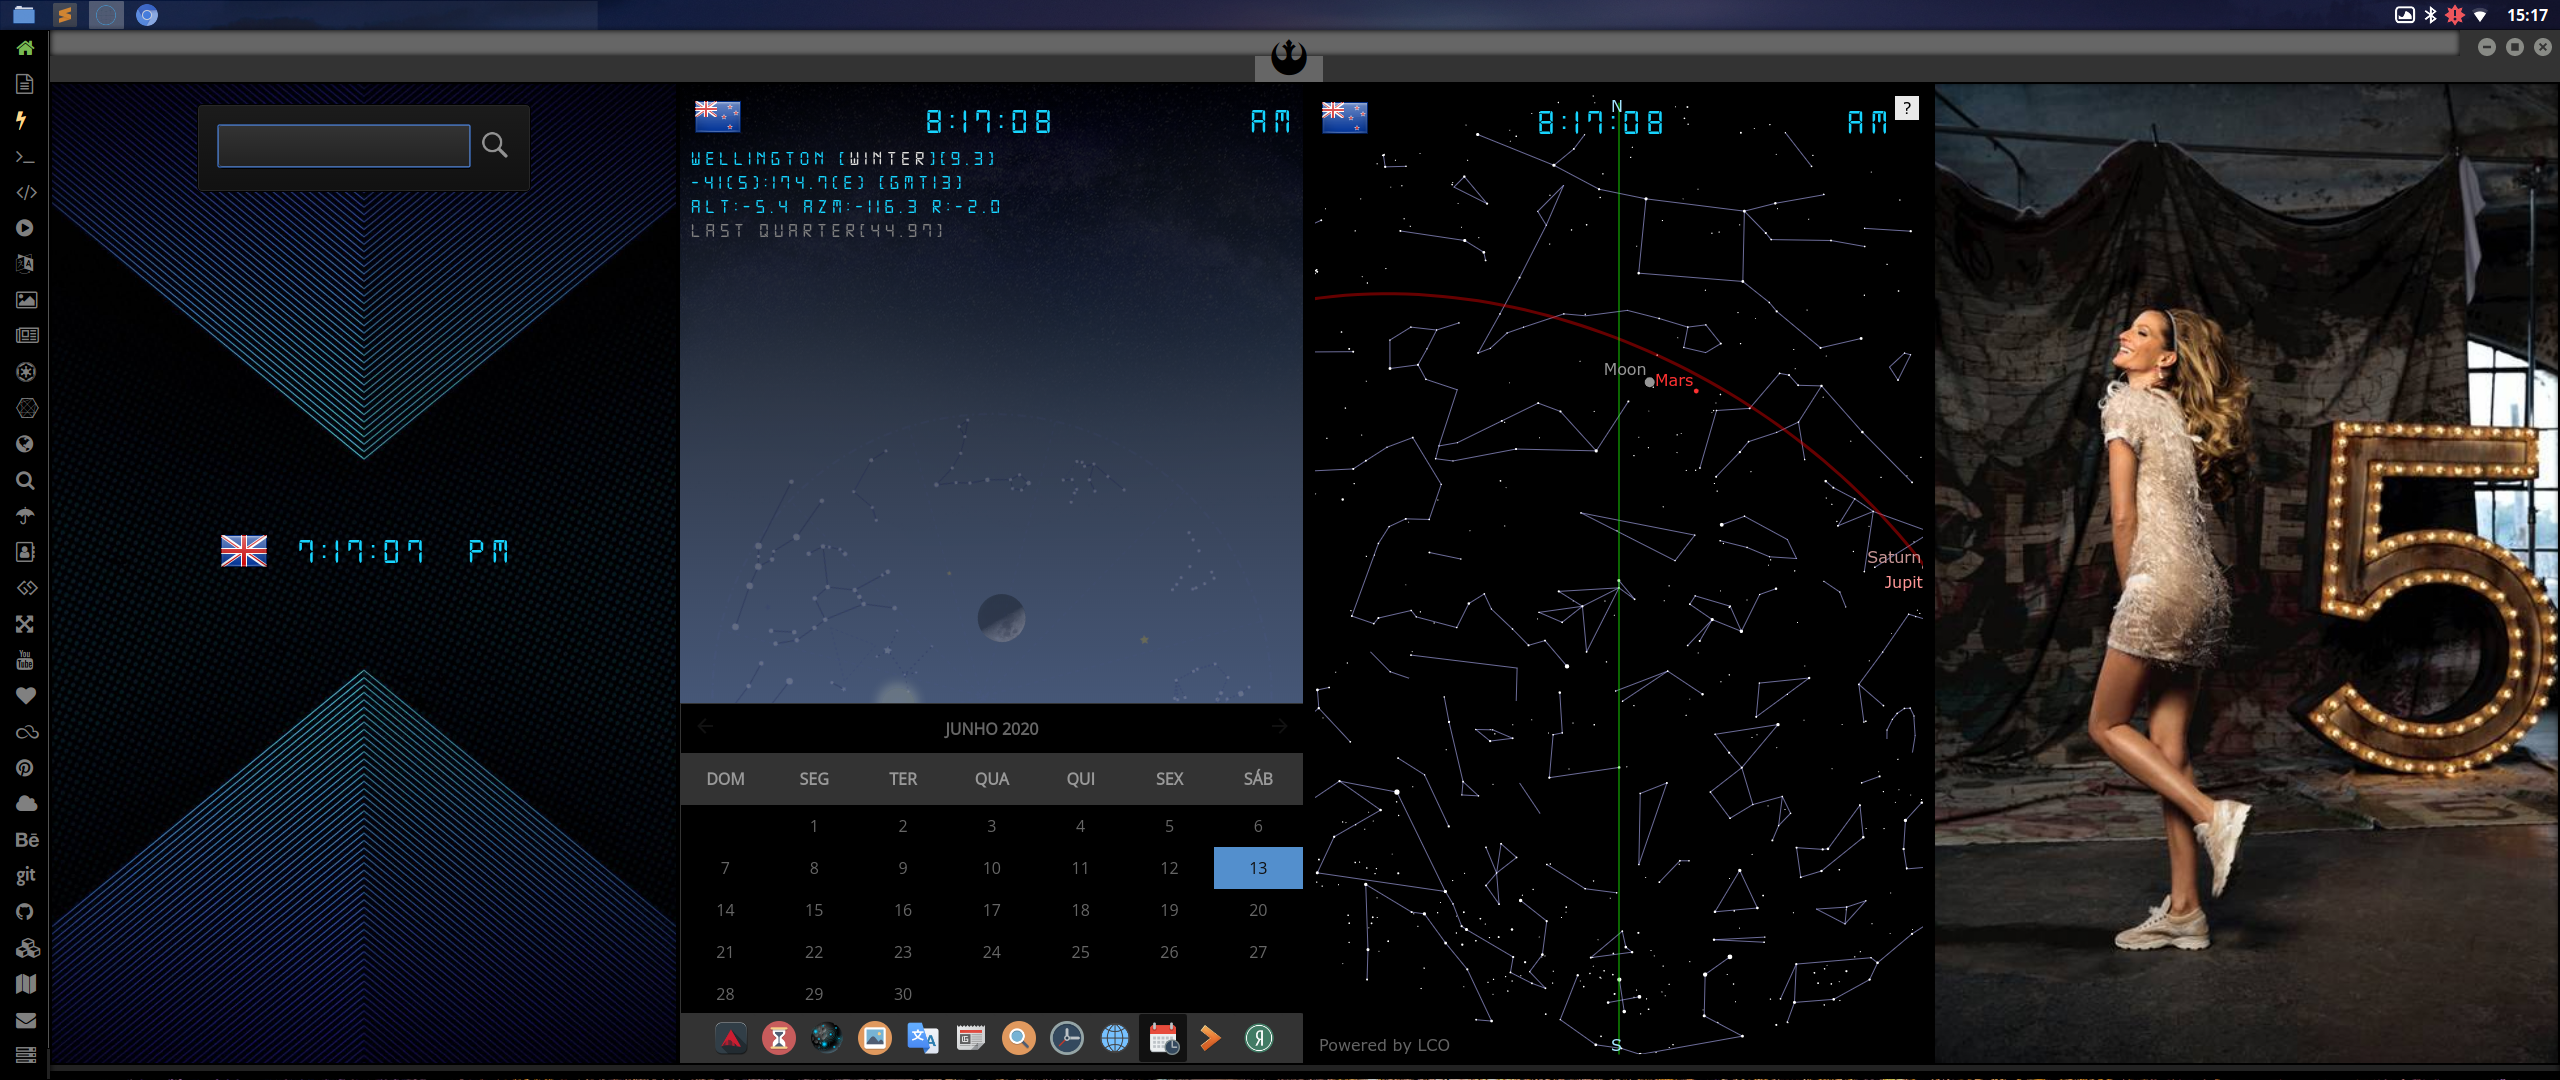 15:17
You
Tube
Bē
git
7:17:07 PM
8:17:08 AM
WELLINGTON (WINTER)(9.3)
-41(S):174.7(E) (GMT13)
ALT:-5.4 AZM:-116.3 R:-2.0
LAST QUARTER(44.97)
JUNHO 2020
DOM SEG TER QUA QUI SEX SÁB
1 2 3 4 5 6
7 8 9 10 11 12 13
14 15 16 17 18 19 20
21 22 23 24 25 26 27
28 29 30
N
8:17:08 AM ?
Moon
Mars
Saturn
Jupit
S
Powered by LCO
5